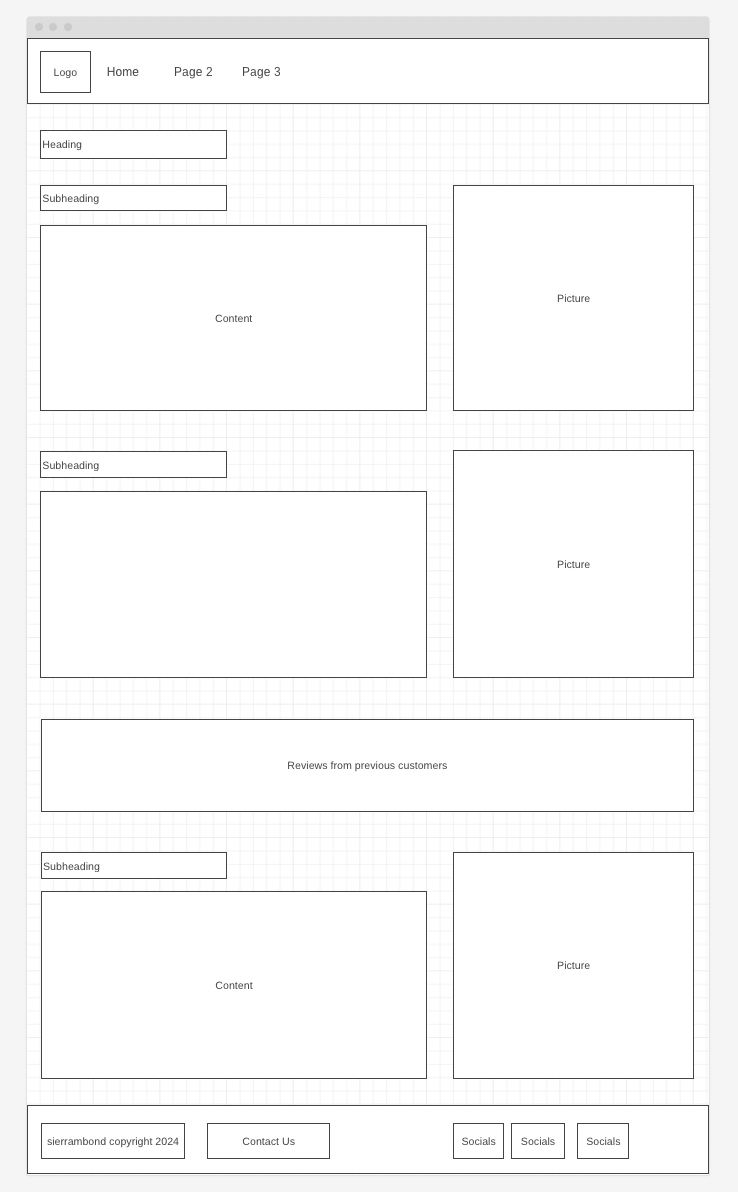 Logo
Home
Page 2
Page 3
Heading
Subheading
Content
Picture
Subheading
Picture
Reviews from previous customers
Subheading
Content
Picture
sierrambond copyright 2024
Contact Us
Socials
Socials
Socials